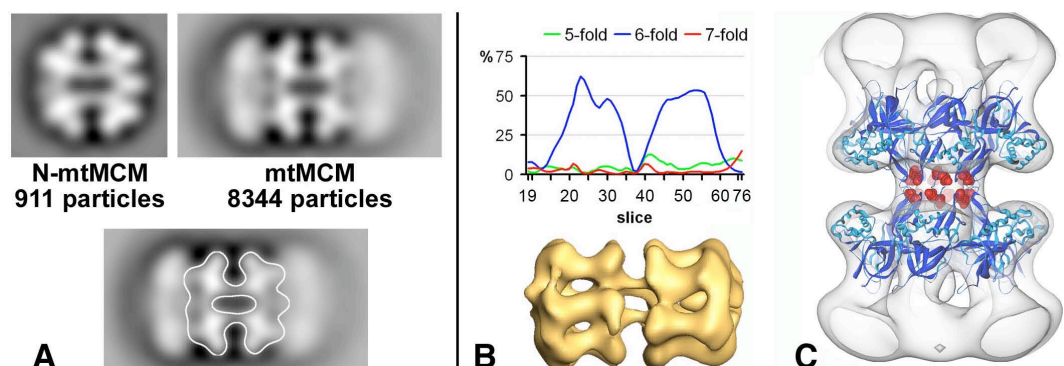 N-mtMCM
911 particles
mtMCM
8344 particles
A
5-fold 6-fold 7-fold
% 75
50
25
0
19 20 30 40 50 60 76
slice
B
C